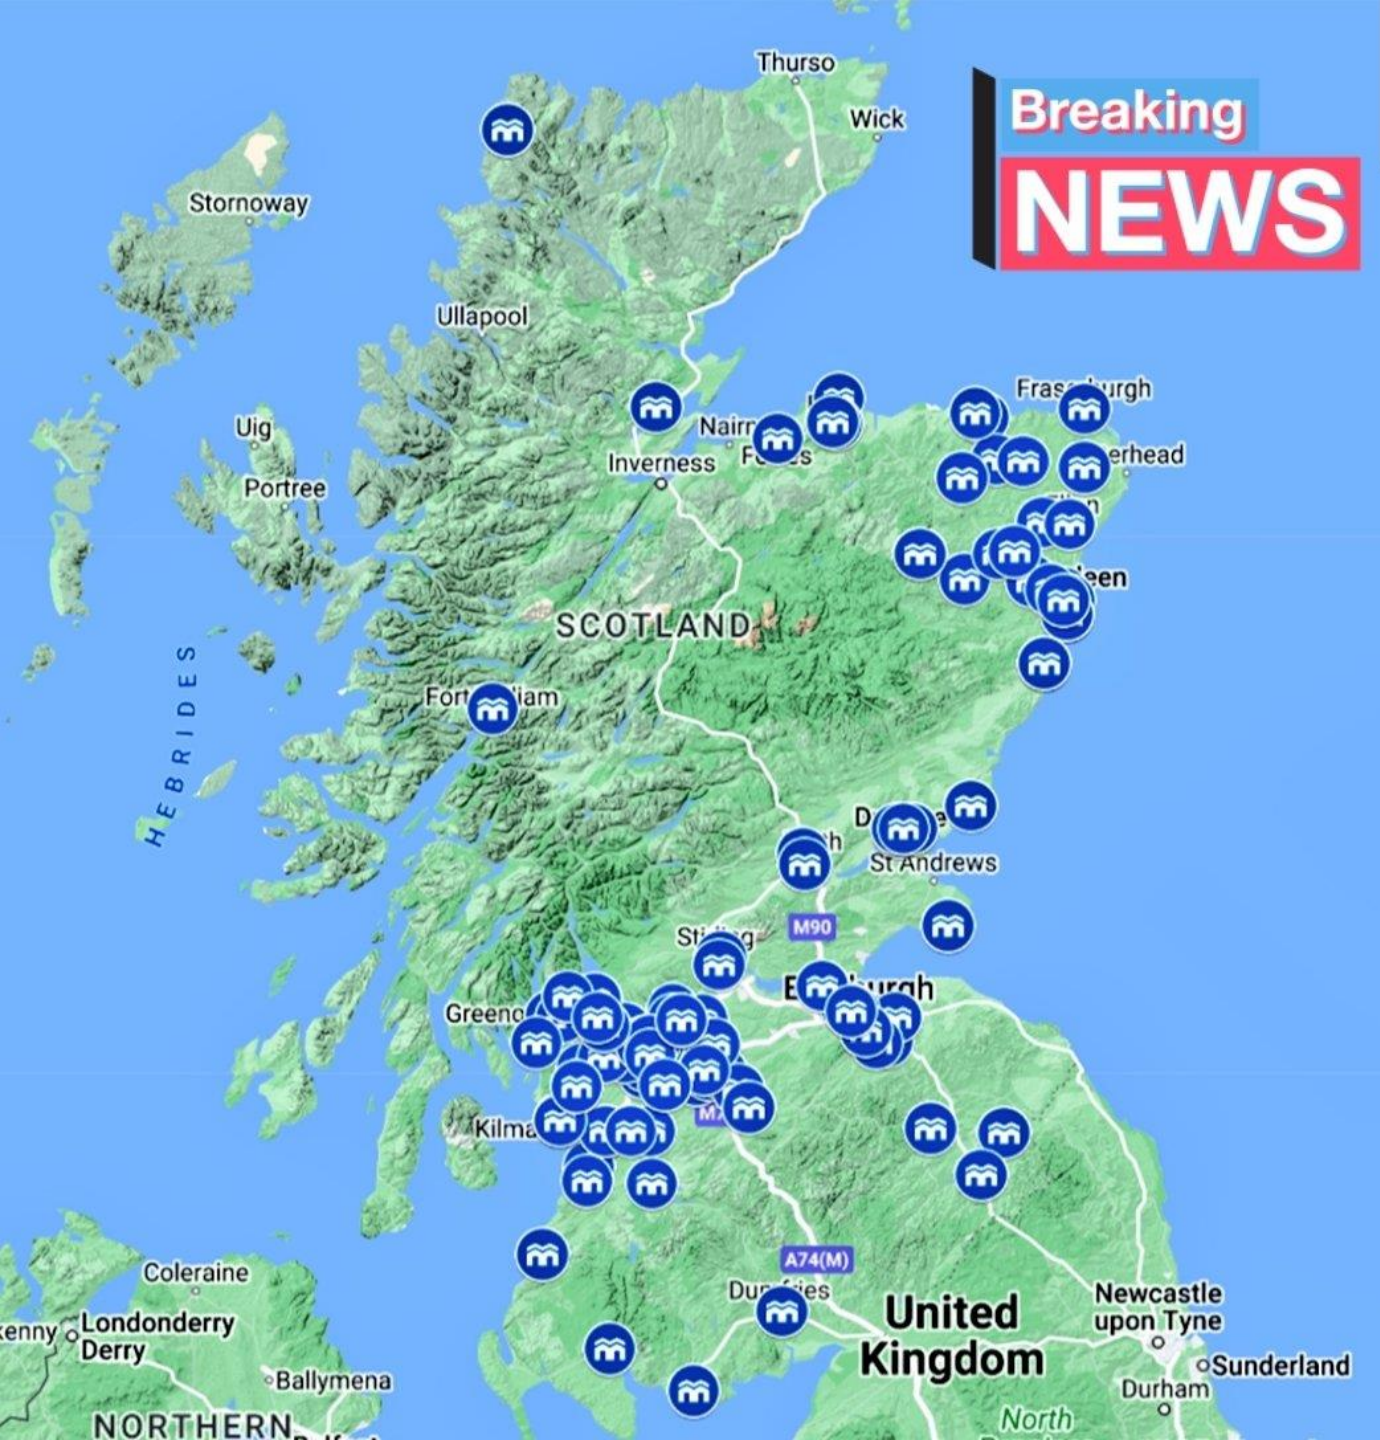 Thurso
Breaking
NEWS
Wick
Stornoway
Ullapool
Uig
Portree
Nairn
Inverness
SCOTLAND
HEBRIDES
St Andrews
M90
Greeno
Kilma
A74(M)
Coleraine
Londonderry
Derry
United
Kingdom
Newcastle
upon Tyne
Sunderland
Durham
Ballymena
NORTHERN
North